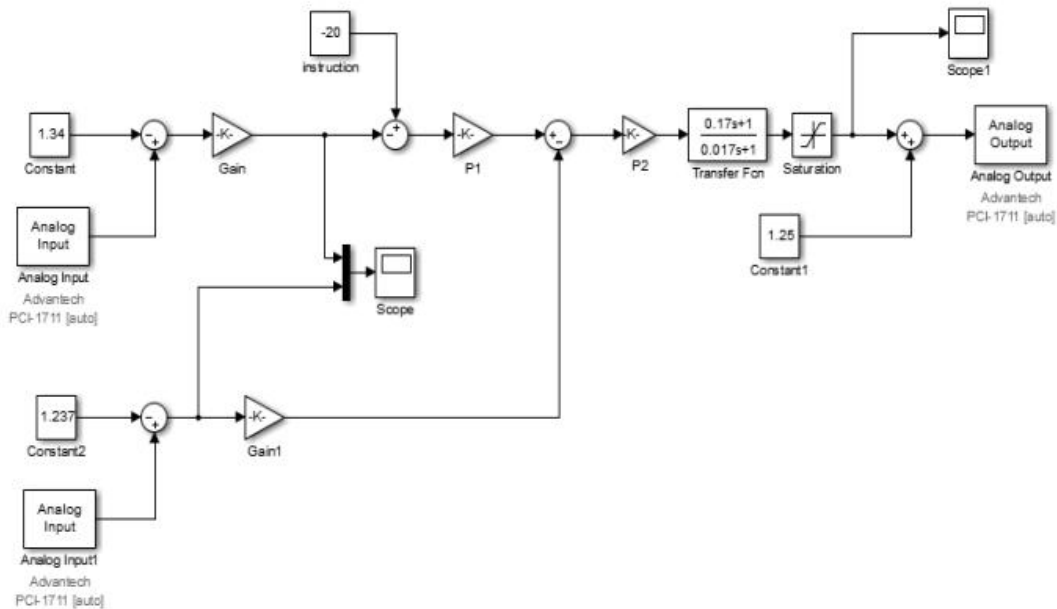 -20
instruction
Scope1
1.34
Constant
-
+
-K-
Gain
-
+
-K-
P1
+
-
-K-
P2
0.17s+1
0.017s+1
Transfer Fcn
Saturation
+
+
Analog
Output
Analog Output
Advantech
PCI-1711 [auto]
1.25
Constant1
Analog
Input
Analog Input
Advantech
PCI-1711 [auto]
Scope
1.237
Constant2
-
+
-K-
Gain1
Analog
Input
Analog Input1
Advantech
PCI-1711 [auto]